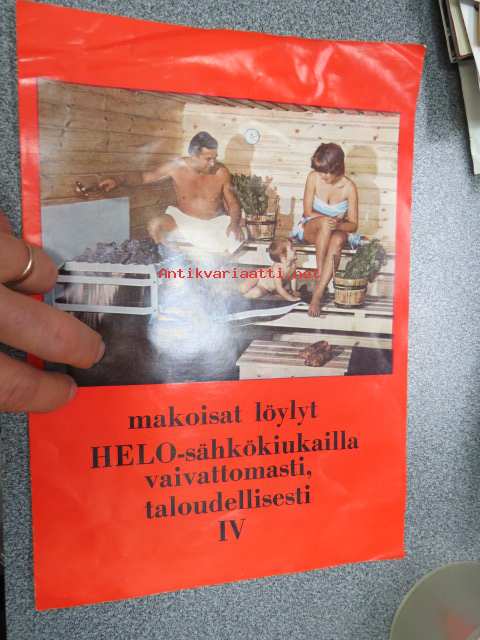 Antikvariaatti.net
makoisat löylyt
HELO-sähkökiukailla
vaivattomasti,
taloudellisesti
IV